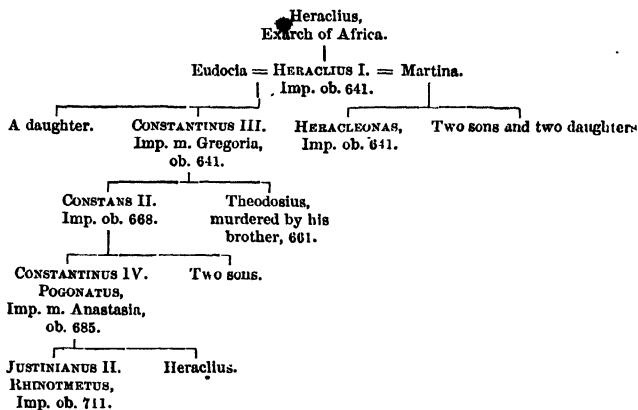 Heraclius,
Exarch of Africa.
Eudocia = HERACLIUS I. = Martina.
Imp. ob. 641.
A daughter. CONSTANTINUS III. HERACLEONAS, Two sons and two daughters
Imp. m. Gregoria, Imp. ob. 641.
ob. 641.
CONSTANS II. Theodosius,
Imp. ob. 668. murdered by his
brother, 661.
CONSTANTINUS IV. Two sons.
POGONATUS,
Imp. m. Anastasia,
ob. 685.
JUSTINIANUS II. Heraclius.
RHINOTMETUS,
Imp. ob. 711.